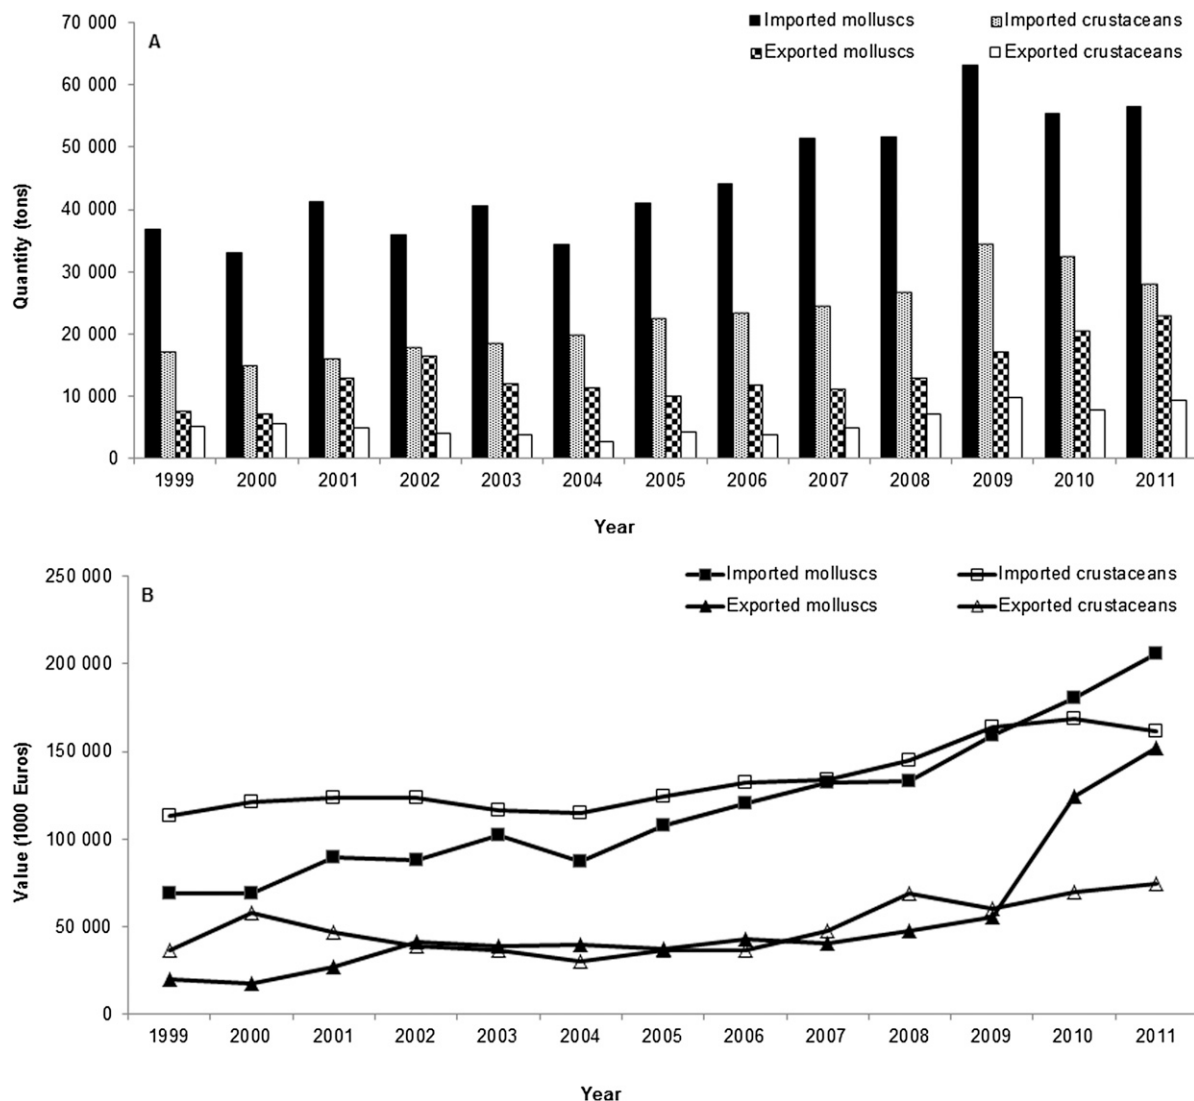 A
Imported molluscs
Imported crustaceans
Exported molluscs
Exported crustaceans
Quantity (tons)
70 000
60 000
50 000
40 000
30 000
20 000
10 000
0
1999 2000 2001 2002 2003 2004 2005 2006 2007 2008 2009 2010 2011
Year
B
Imported molluscs
Imported crustaceans
Exported molluscs
Exported crustaceans
Value (1000 Euros)
250 000
200 000
150 000
100 000
50 000
0
1999 2000 2001 2002 2003 2004 2005 2006 2007 2008 2009 2010 2011
Year